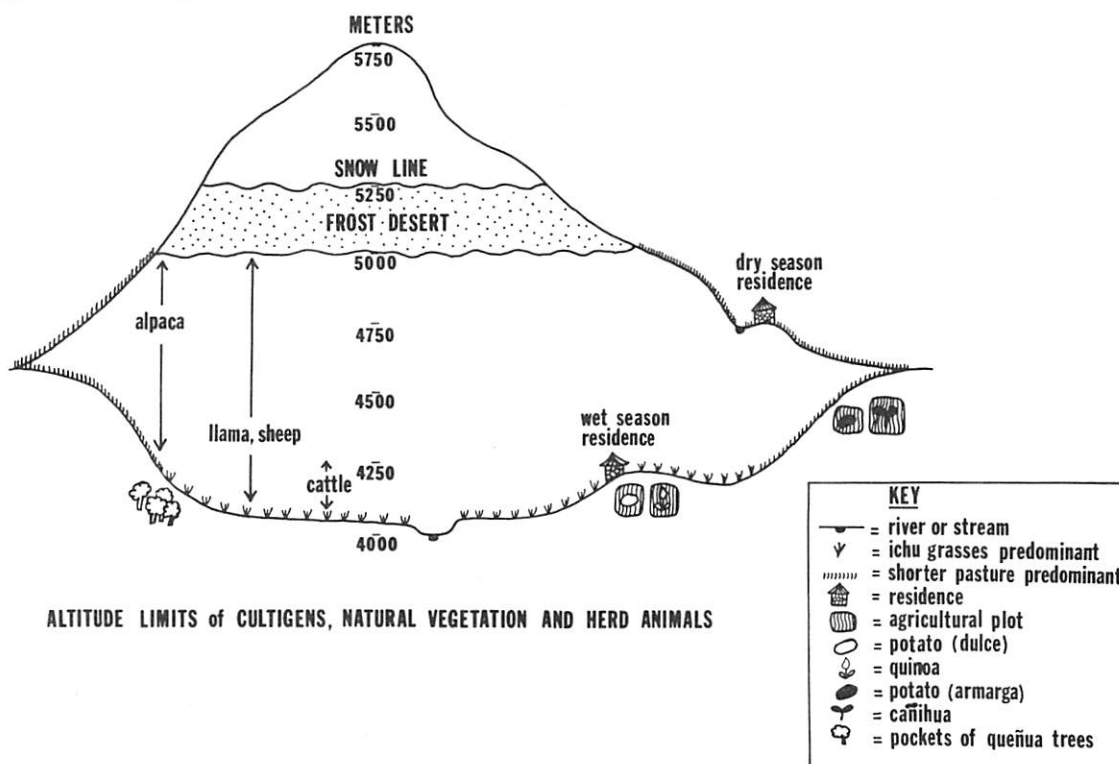 METERS
5750
5500
SNOW LINE
5250
FROST DESERT
5000
dry season
residence
alpaca
4750
4500
llama, sheep
wet season
residence
4250
cattle
4000
ALTITUDE LIMITS of CULTIGENS, NATURAL VEGETATION AND HERD ANIMALS
KEY
= river or stream
= ichu grasses predominant
= shorter pasture predominant
= residence
= agricultural plot
= potato (dulce)
= quinoa
= potato (armarga)
= cañihua
= pockets of queñua trees